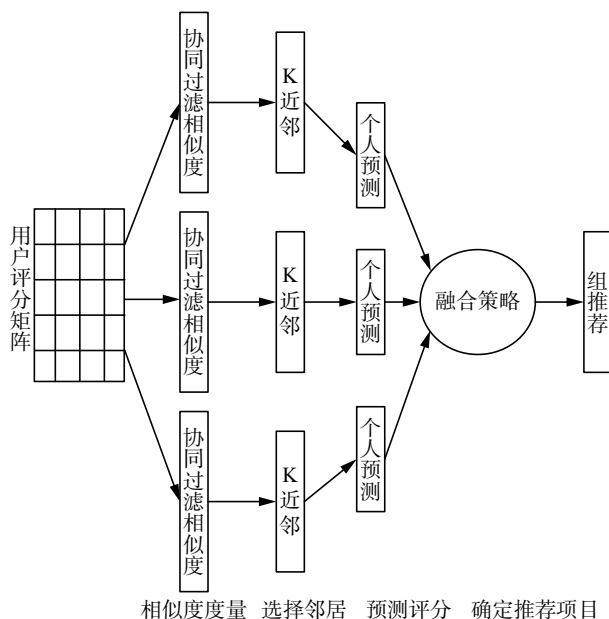 用户评分矩阵
协同过滤相似度
K近邻
个人预测
协同过滤相似度
K近邻
个人预测
融合策略
组推荐
协同过滤相似度
K近邻
个人预测
相似度度量 选择邻居 预测评分 确定推荐项目